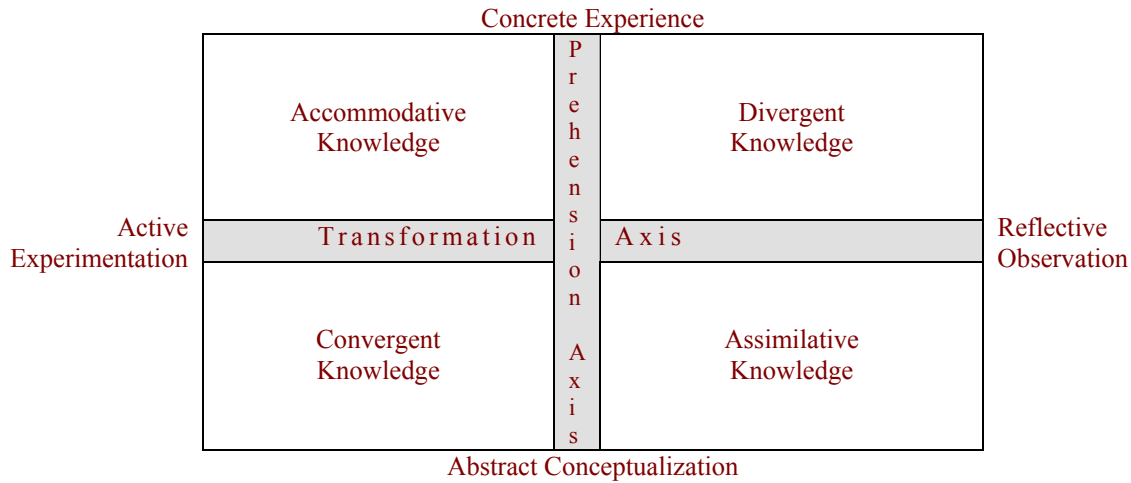 Concrete Experience
Prehension Axis
Accommodative
Knowledge
Divergent
Knowledge
Active
Experimentation
Transformation Axis
Reflective
Observation
Convergent
Knowledge
Assimilative
Knowledge
Abstract Conceptualization